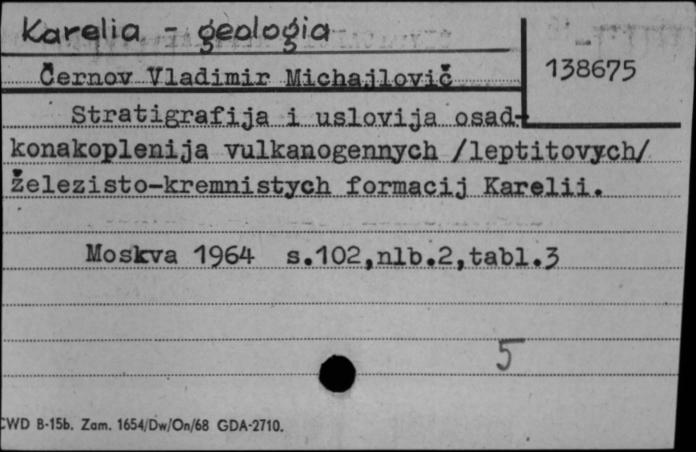 Karelia - geologia
Černov Vladimir Michajlovič
138675
Stratigrafija i uslovija osad-
konakoplenija vulkanogennych /leptitovych/
železisto-kremnistych formacij Karelii.
Moskva 1964 s.102,nlb.2,tabl.3
5
CWD B-15b. Zam. 1654/Dw/On/68 GDA-2710.